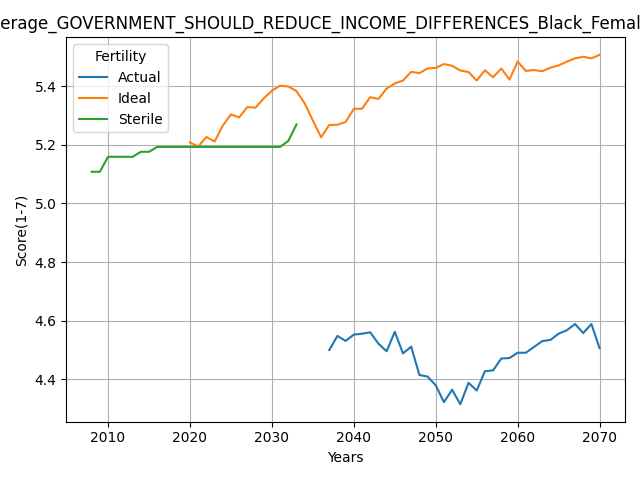 erage_GOVERNMENT_SHOULD_REDUCE_INCOME_DIFFERENCES_Black_Femal
Fertility
Actual
Ideal
Sterile
Score(1-7)
5.4
5.2
5.0
4.8
4.6
4.4
2010 2020 2030 2040 2050 2060 2070
Years